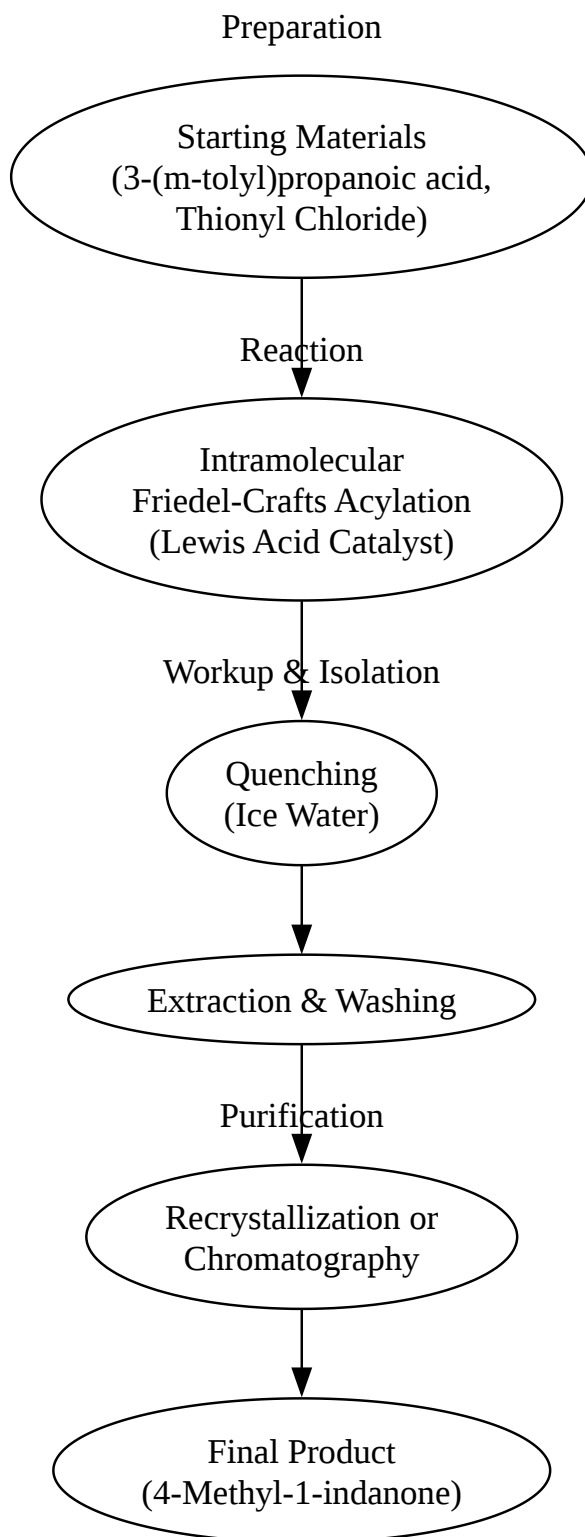 Preparation
Starting Materials
(3-(m-tolyl)propanoic acid,
Thionyl Chloride)
Reaction
Intramolecular
Friedel-Crafts Acylation
(Lewis Acid Catalyst)
Workup & Isolation
Quenching
(Ice Water)
Extraction & Washing
Purification
Recrystallization or
Chromatography
Final Product
(4-Methyl-1-indanone)